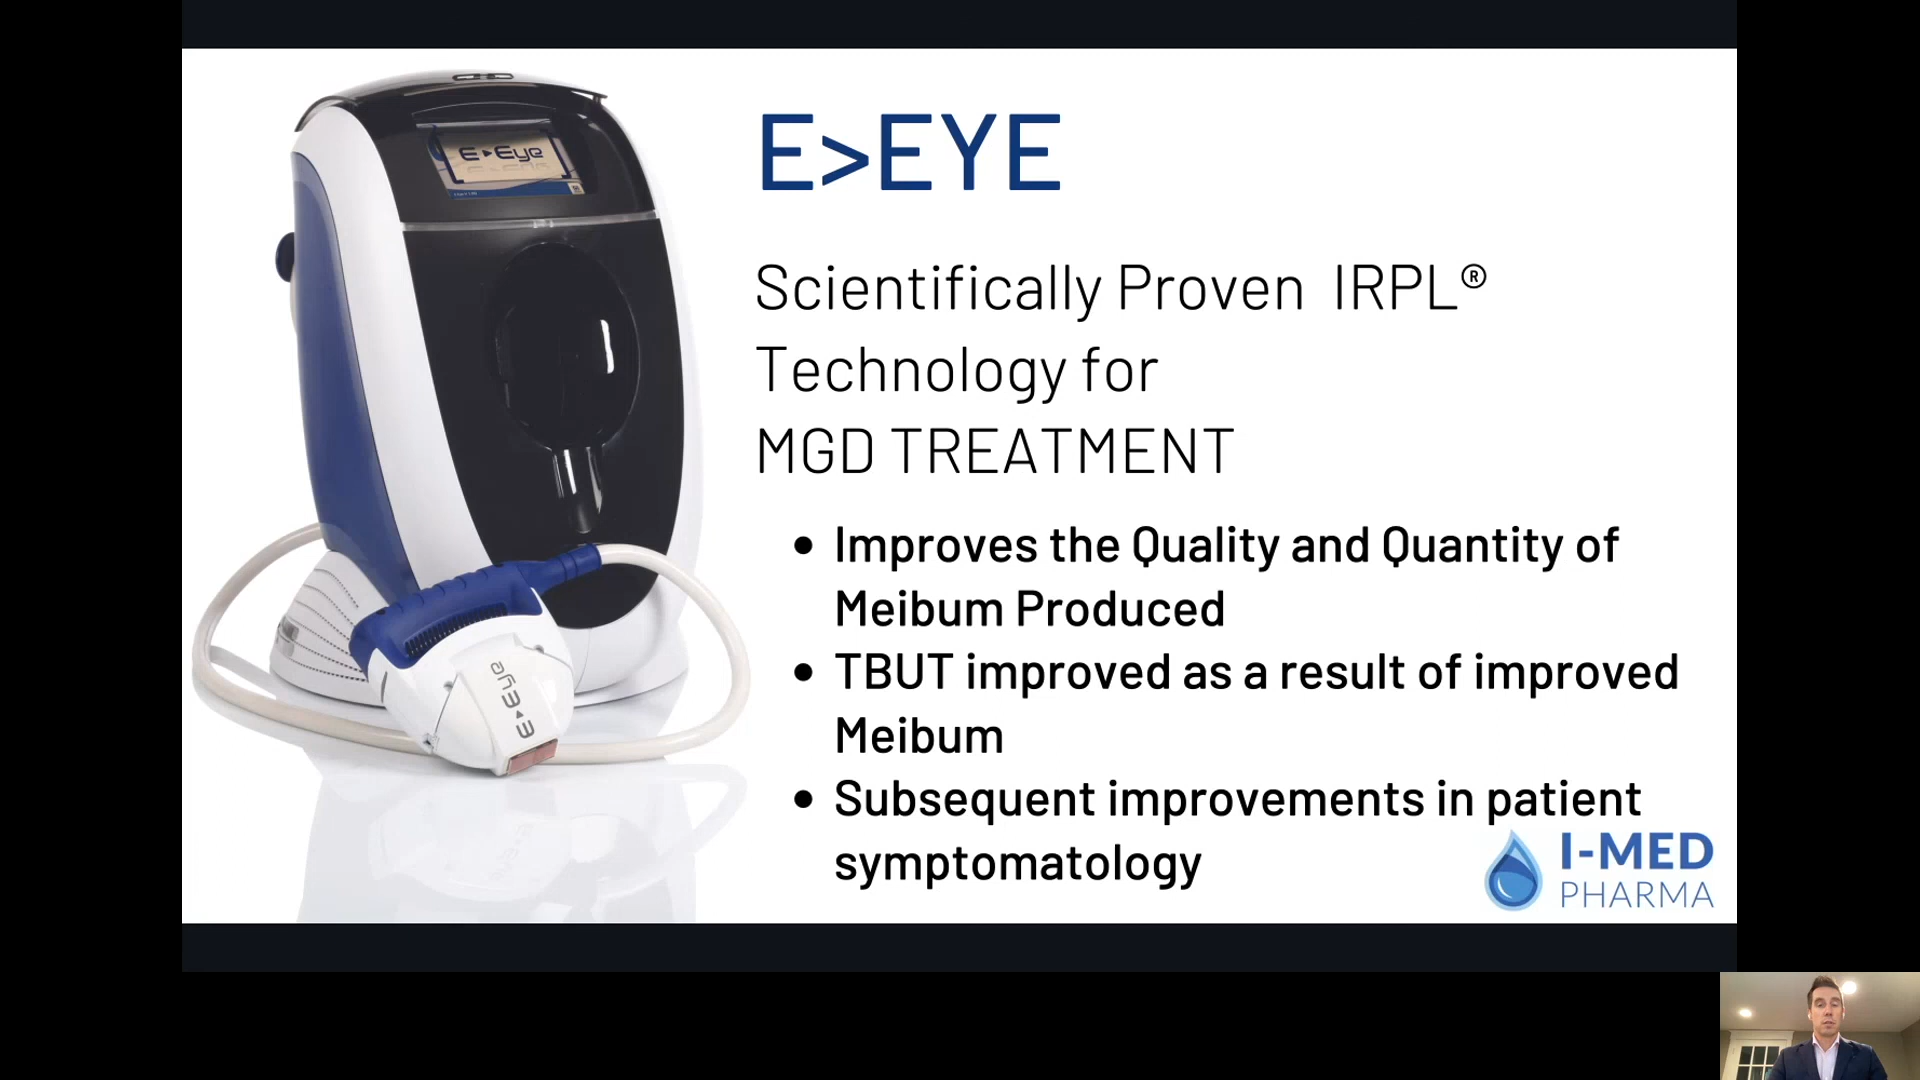 E>EYE
Scientifically Proven IRPL®
Technology for
MGD TREATMENT
• Improves the Quality and Quantity of
Meibum Produced
• TBUT improved as a result of improved
Meibum
• Subsequent improvements in patient
symptomatology
I-MED
PHARMA
E▸Eye
E▸Eye